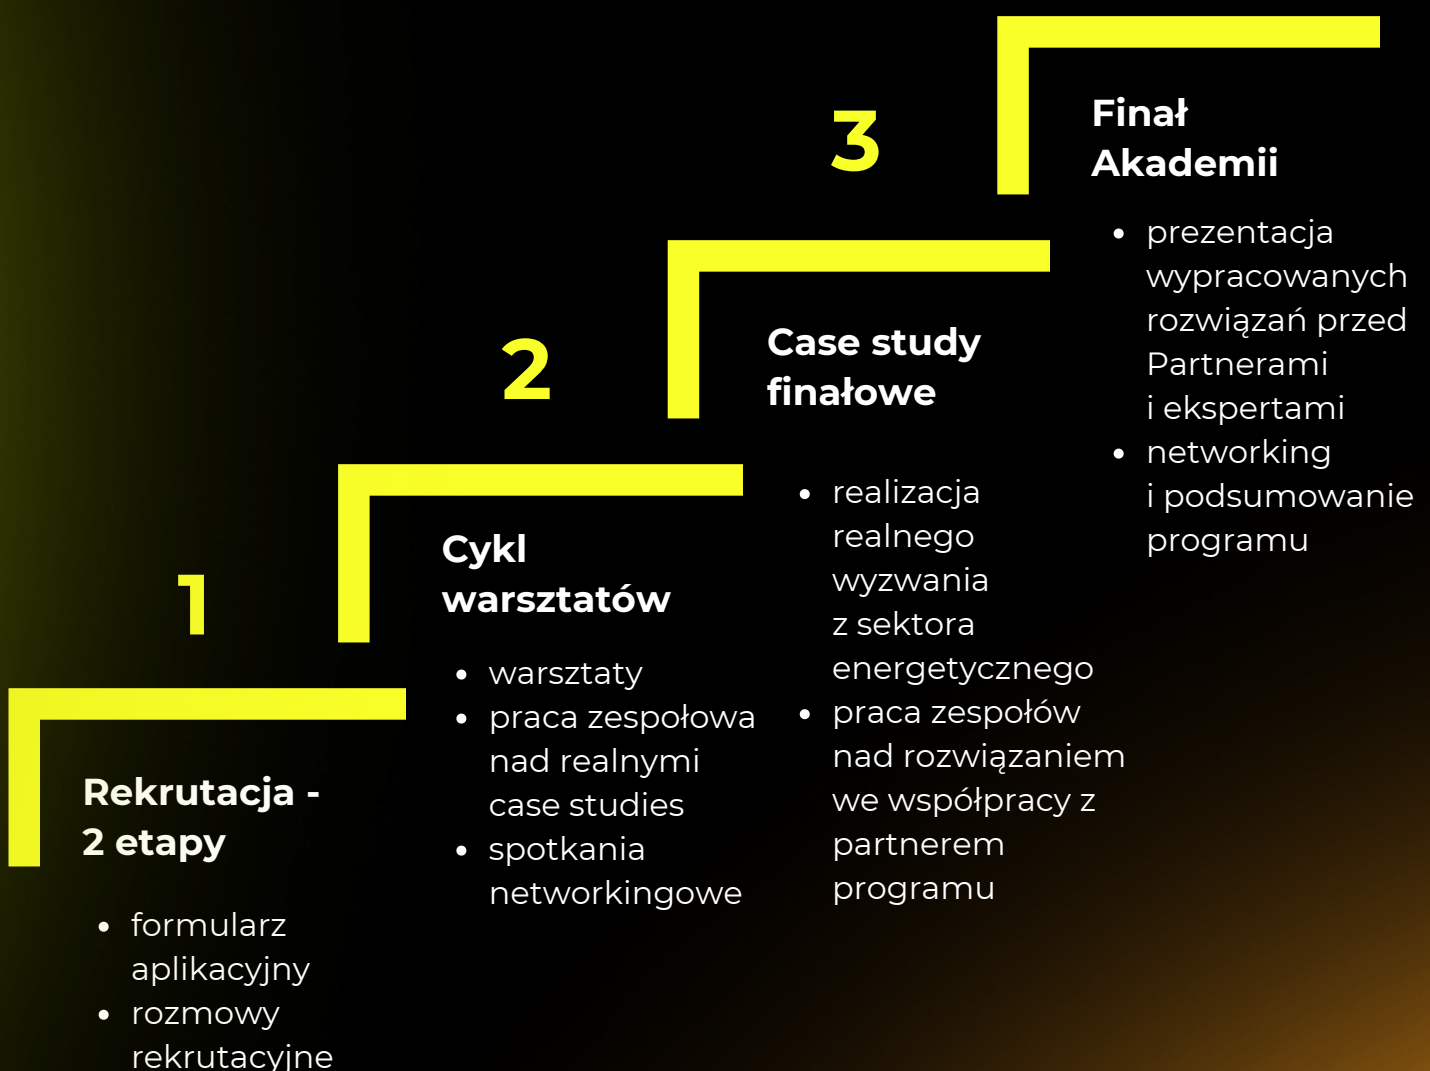 1
Rekrutacja -
2 etapy
formularz
aplikacyjny
rozmowy
rekrutacyjne
2
Cykl
warsztatów
warsztaty
praca zespołowa
nad realnymi
case studies
spotkania
networkingowe
3
Case study
finałowe
realizacja
realnego
wyzwania
z sektora
energetycznego
praca zespołów
nad rozwiązaniem
we współpracy z
partnerem
programu
Finał
Akademii
prezentacja
wypracowanych
rozwiązań przed
Partnerami
i ekspertami
networking
i podsumowanie
programu